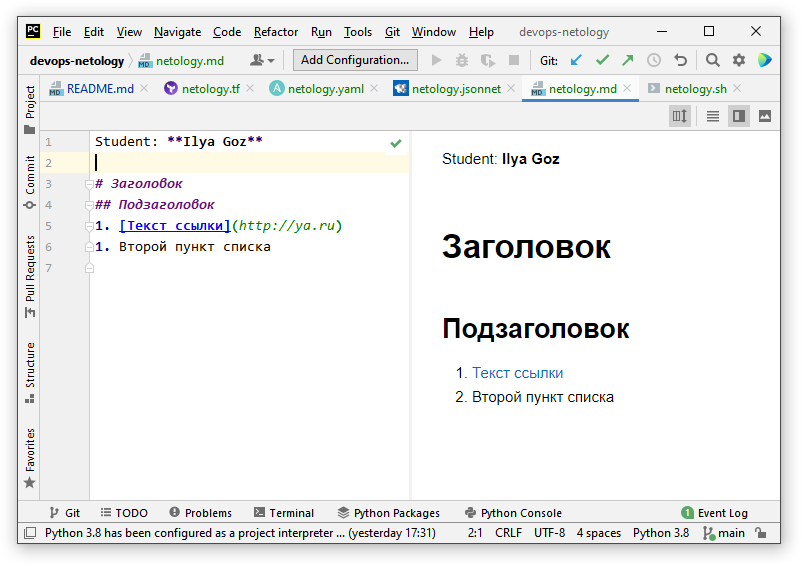 PC File Edit View Navigate Code Refactor Run Tools Git Window Help devops-netology
devops-netology netology.md Add Configuration... Git:
README.md netology.tf netology.yaml netology.jsonnet netology.md netology.sh
Project
Commit
Pull Requests
Structure
Favorites
1 Student: **Ilya Goz**
2
3 # Заголовок
4 ## Подзаголовок
5 1. [Текст ссылки](http://ya.ru)
6 1. Второй пункт списка
7
Student: Ilya Goz
Заголовок
Подзаголовок
1. Текст ссылки
2. Второй пункт списка
Git TODO Problems Terminal Python Packages Python Console 1 Event Log
Python 3.8 has been configured as a project interpreter ... (yesterday 17:31) 2:1 CRLF UTF-8 4 spaces Python 3.8 main